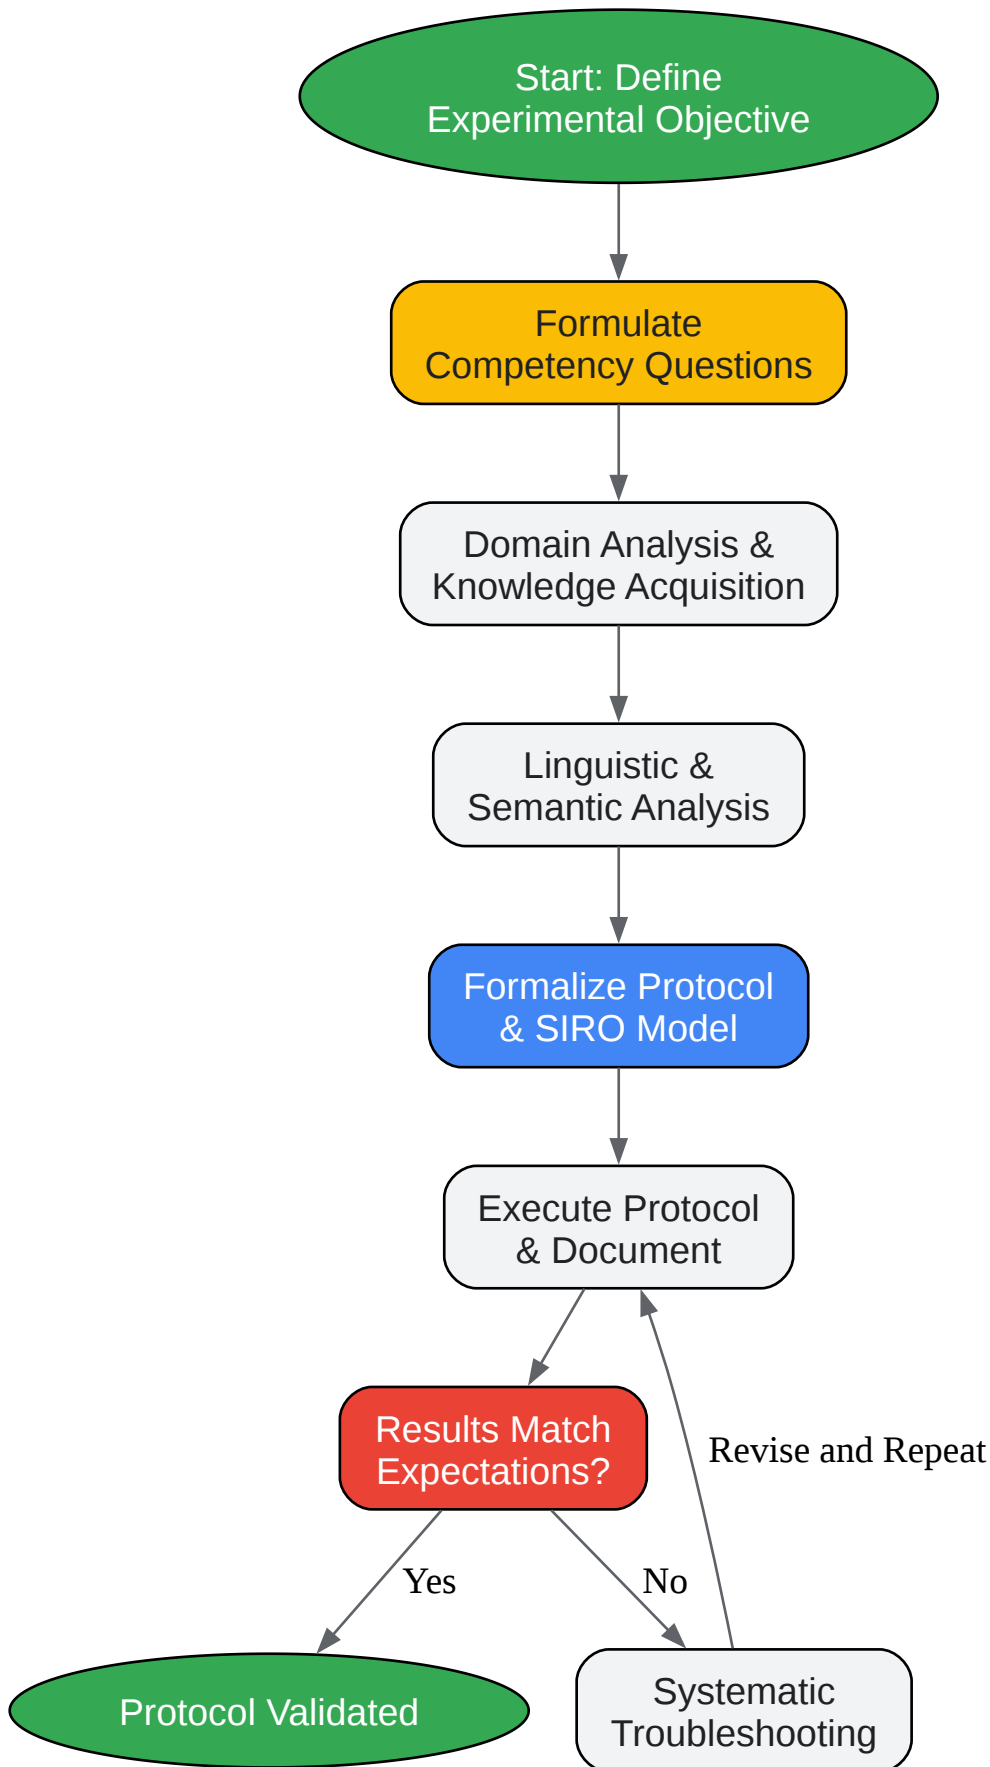 Start: Define
Experimental Objective
Formulate
Competency Questions
Domain Analysis &
Knowledge Acquisition
Linguistic &
Semantic Analysis
Formalize Protocol
& SIRO Model
Execute Protocol
& Document
Results Match
Expectations?
Revise and Repeat
Yes
No
Protocol Validated
Systematic
Troubleshooting